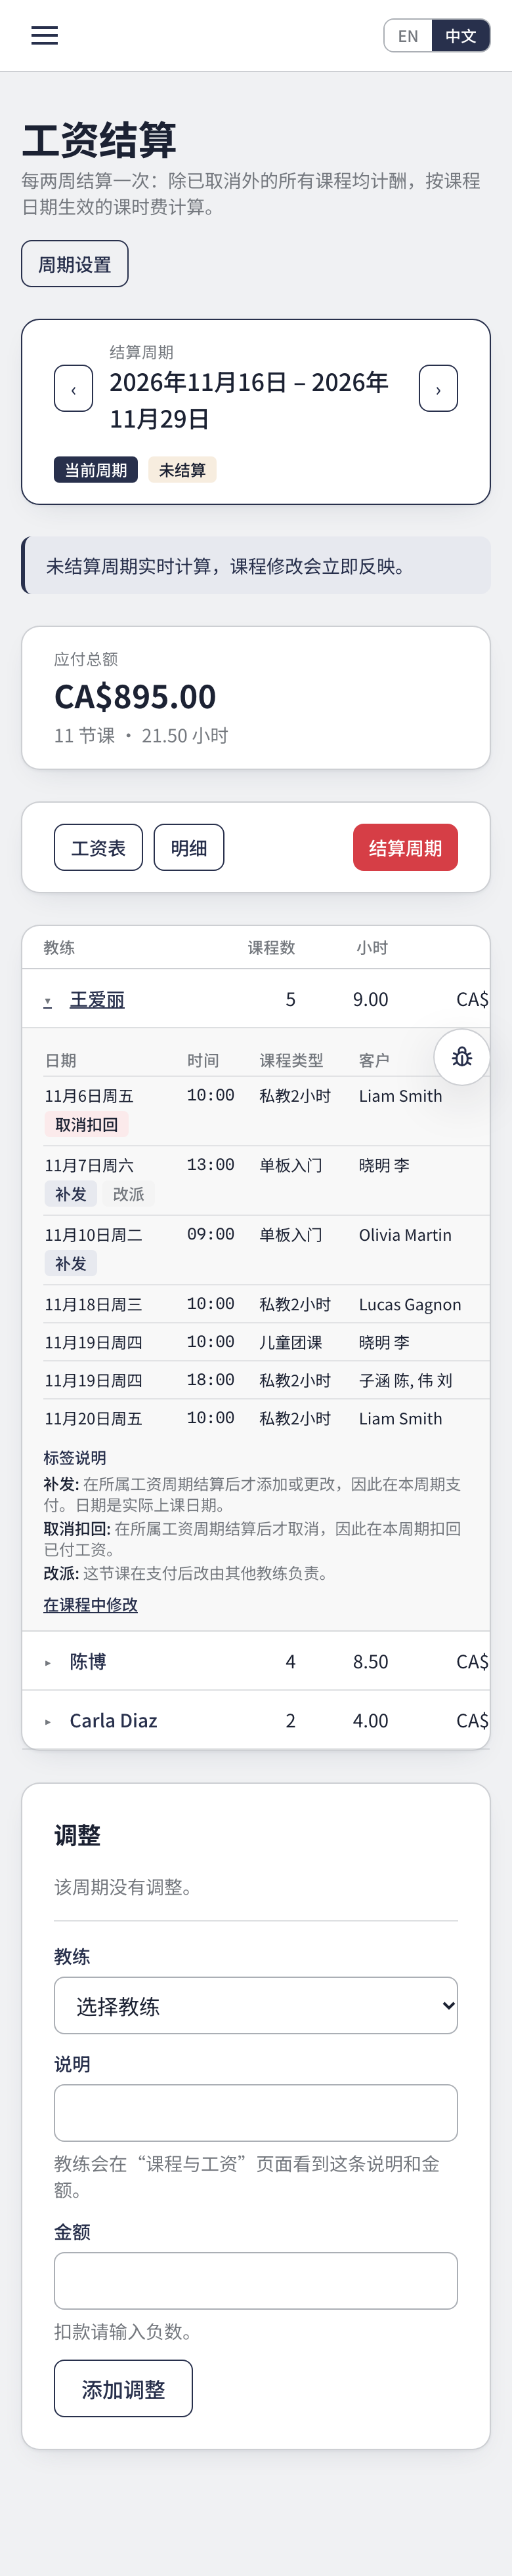 EN 中文
工资结算
每两周结算一次：除已取消外的所有课程均计酬，按课程
日期生效的课时费计算。
周期设置
结算周期
‹ 2026年11月16日 – 2026年 ›
11月29日
当前周期 未结算
未结算周期实时计算，课程修改会立即反映。
应付总额
CA$895.00
11 节课 · 21.50 小时
工资表 明细 结算周期
教练 课程数 小时
▾ 王爱丽 5 9.00 CA$
日期 时间 课程类型 客户
11月6日周五 10:00 私教2小时 Liam Smith
取消扣回
11月7日周六 13:00 单板入门 晓明 李
补发 改派
11月10日周二 09:00 单板入门 Olivia Martin
补发
11月18日周三 10:00 私教2小时 Lucas Gagnon
11月19日周四 10:00 儿童团课 晓明 李
11月19日周四 18:00 私教2小时 子涵 陈, 伟 刘
11月20日周五 10:00 私教2小时 Liam Smith
标签说明
补发: 在所属工资周期结算后才添加或更改，因此在本周期支
付。日期是实际上课日期。
取消扣回: 在所属工资周期结算后才取消，因此在本周期扣回
已付工资。
改派: 这节课在支付后改由其他教练负责。
在课程中修改
▸ 陈博 4 8.50 CA$
▸ Carla Diaz 2 4.00 CA$
调整
该周期没有调整。
教练
选择教练
说明
教练会在“课程与工资”页面看到这条说明和金
额。
金额
扣款请输入负数。
添加调整